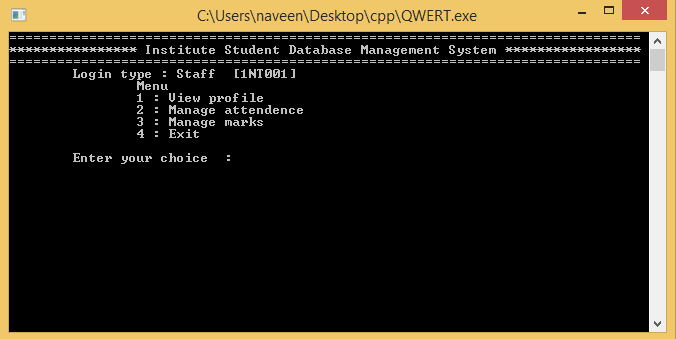 C:\Users\naveen\Desktop\cpp\QWERT.exe
===============================================================================
**************** Institute Student Database Management System *****************
===============================================================================
Login type : Staff [1NT001]
Menu
1 : View profile
2 : Manage attendence
3 : Manage marks
4 : Exit
Enter your choice :